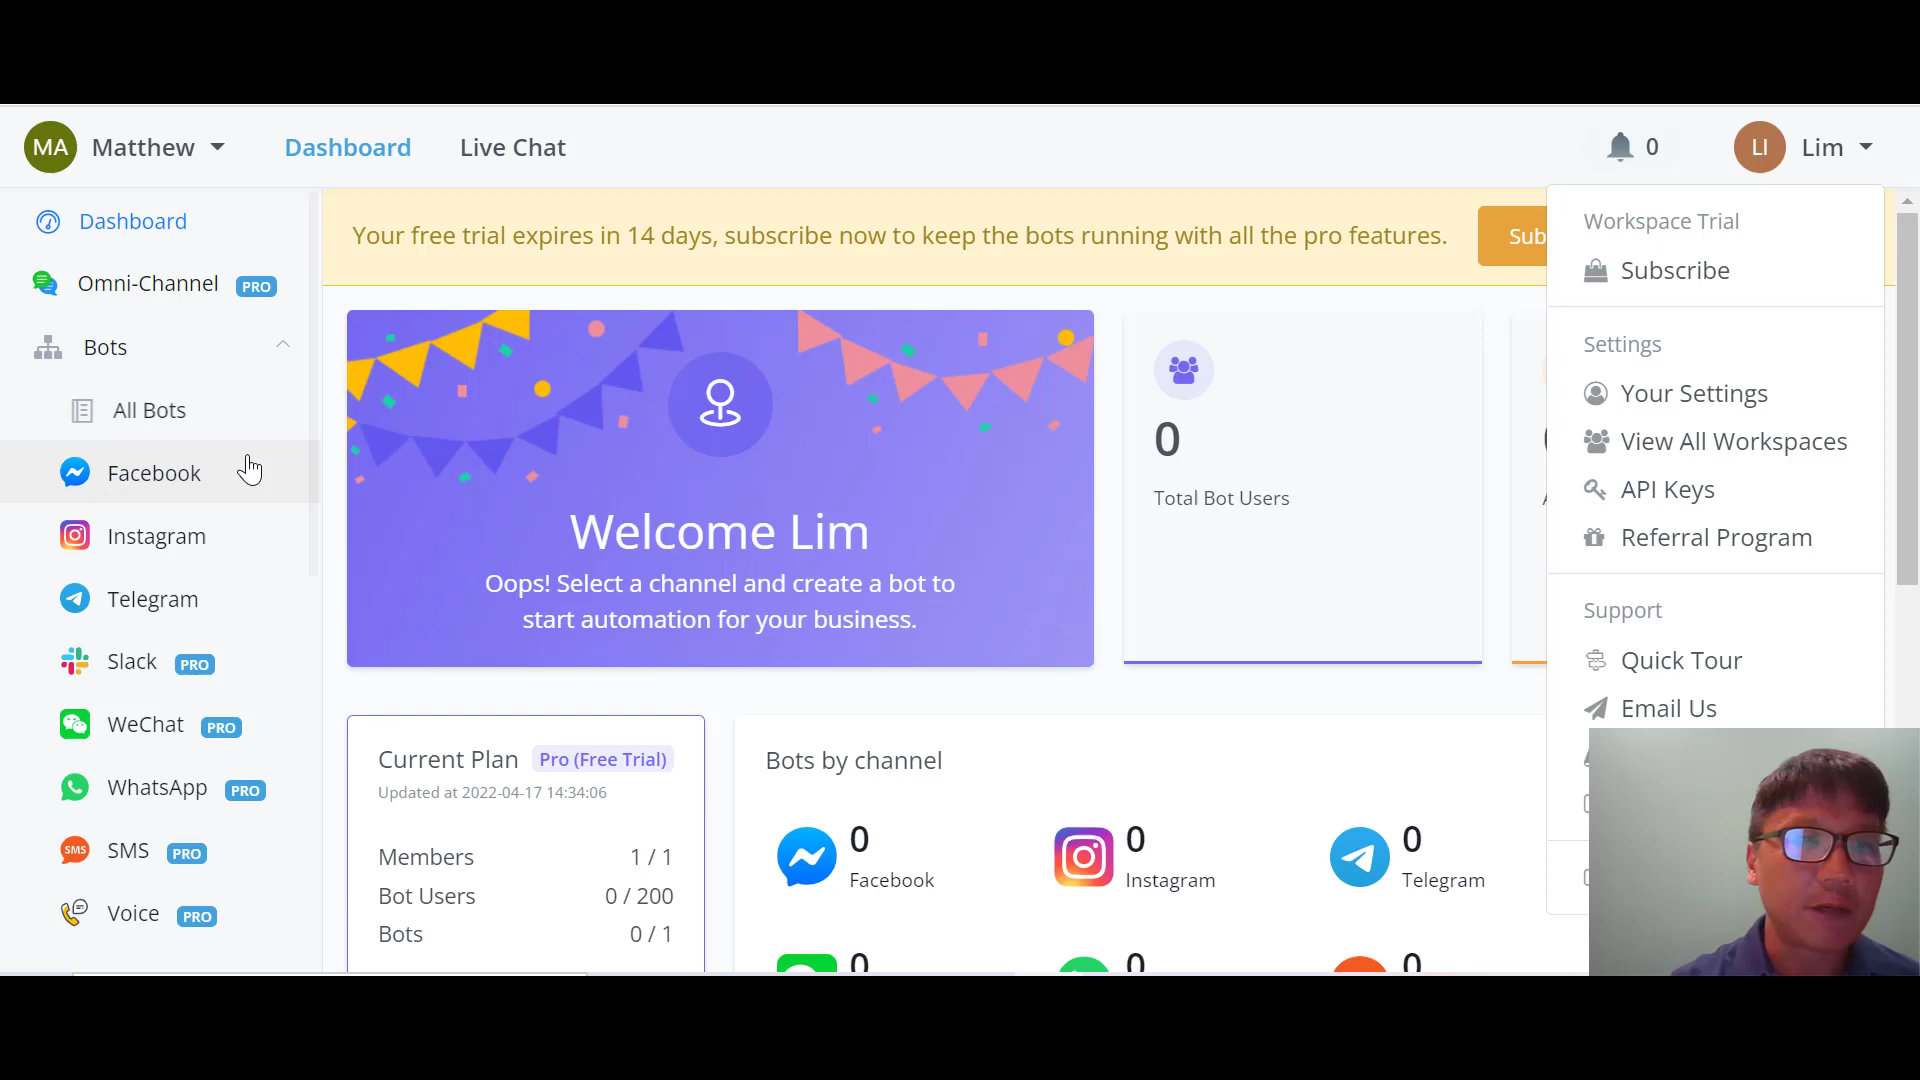 MA Matthew Dashboard Live Chat 0 LI Lim
Dashboard
Omni-Channel PRO
Bots
All Bots
Facebook
Instagram
Telegram
Slack PRO
WeChat PRO
WhatsApp PRO
SMS SMS PRO
Voice PRO
Your free trial expires in 14 days, subscribe now to keep the bots running with all the pro features. Sub
Welcome Lim
Oops! Select a channel and create a bot to
start automation for your business.
0
Total Bot Users
Current Plan Pro (Free Trial)
Updated at 2022-04-17 14:34:06
Members 1 / 1
Bot Users 0 / 200
Bots 0 / 1
Bots by channel
0
Facebook
0
Instagram
0
Telegram
0
0
0
Workspace Trial
Subscribe
Settings
Your Settings
View All Workspaces
API Keys
Referral Program
Support
Quick Tour
Email Us